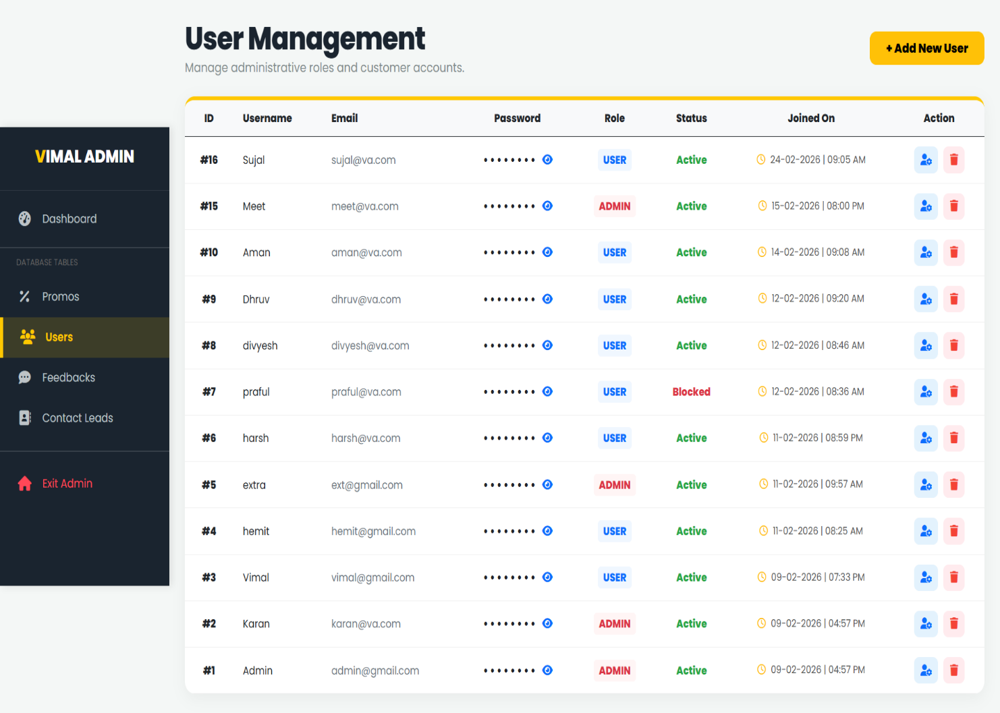 User Management
Manage administrative roles and customer accounts.
+ Add New User
VIMAL ADMIN
Dashboard
DATABASE TABLES
Promos
Users
Feedbacks
Contact Leads
Exit Admin
ID Username Email Password Role Status Joined On Action
#16 Sujal sujal@va.com •••••••• USER Active 24-02-2026 | 09:05 AM
#15 Meet meet@va.com •••••••• ADMIN Active 15-02-2026 | 08:00 PM
#10 Aman aman@va.com •••••••• USER Active 14-02-2026 | 09:08 AM
#9 Dhruv dhruv@va.com •••••••• USER Active 12-02-2026 | 09:20 AM
#8 divyesh divyesh@va.com •••••••• USER Active 12-02-2026 | 08:46 AM
#7 praful praful@va.com •••••••• USER Blocked 12-02-2026 | 08:36 AM
#6 harsh harsh@va.com •••••••• USER Active 11-02-2026 | 08:59 PM
#5 extra ext@gmail.com •••••••• ADMIN Active 11-02-2026 | 09:57 AM
#4 hemit hemit@gmail.com •••••••• USER Active 11-02-2026 | 08:25 AM
#3 Vimal vimal@gmail.com •••••••• USER Active 09-02-2026 | 07:33 PM
#2 Karan karan@va.com •••••••• ADMIN Active 09-02-2026 | 04:57 PM
#1 Admin admin@gmail.com •••••••• ADMIN Active 09-02-2026 | 04:57 PM